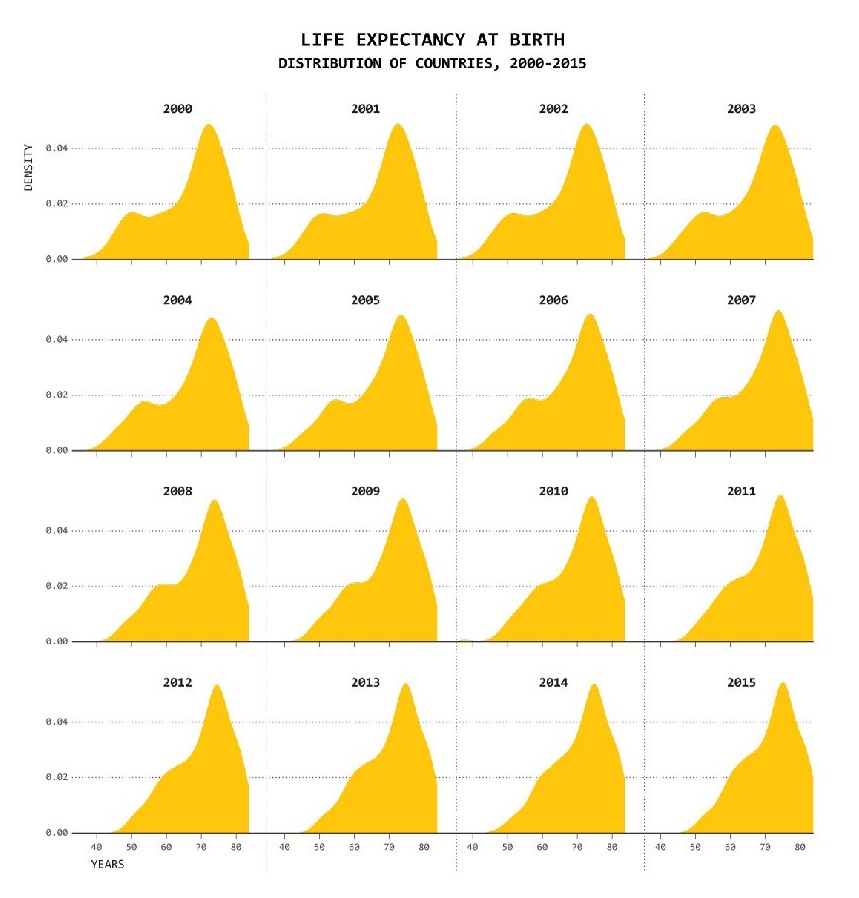 LIFE EXPECTANCY AT BIRTH
DISTRIBUTION OF COUNTRIES, 2000-2015
2000 2001 2002 2003
DENSITY
0.04
0.02
0.00
2004 2005 2006 2007
0.04
0.02
0.00
2008 2009 2010 2011
0.04
0.02
0.00
2012 2013 2014 2015
0.04
0.02
0.00
40 50 60 70 80 40 50 60 70 80 40 50 60 70 80 40 50 60 70 80
YEARS